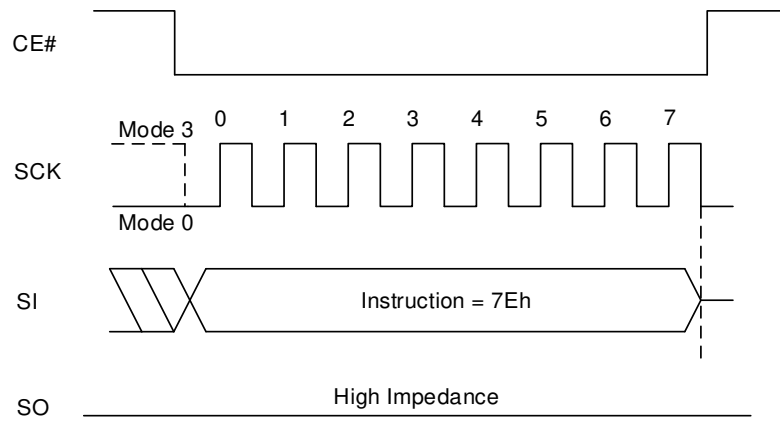 CE#
Mode 3
0 1 2 3 4 5 6 7
SCK
Mode 0
SI
Instruction = 7Eh
SO
High Impedance